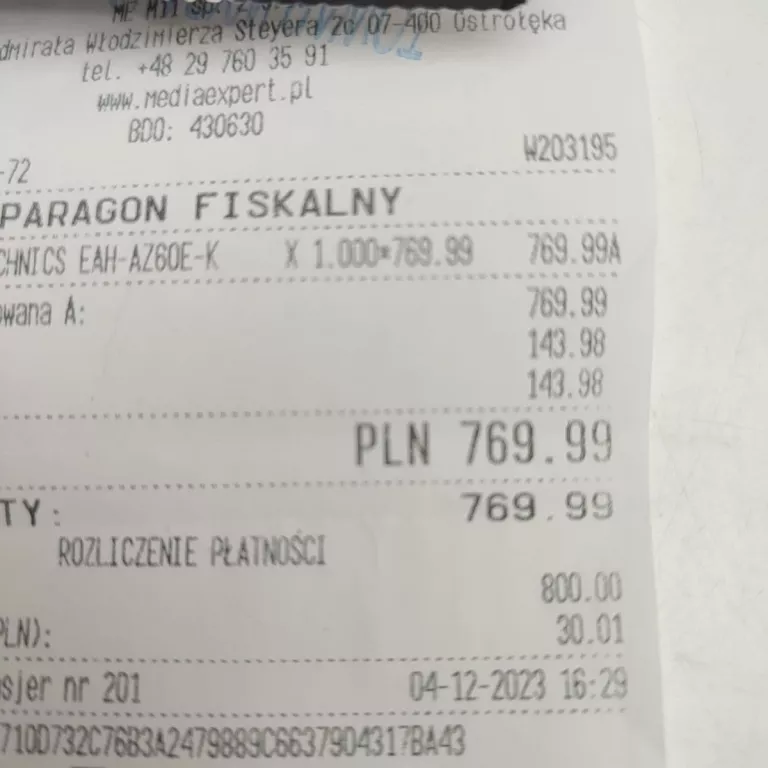 dmirała Włodzimierza Steyera 2c 07-400 Ostrołęka
tel. +48 29 760 35 91
www.mediaexpert.pl
BDO: 430630
-72 W203195
PARAGON FISKALNY
CHNICS EAH-AZ60E-K X 1.000*769.99 769.99A
owana A: 769.99
143.98
143.98
PLN 769.99
TY: 769.99
ROZLICZENIE PŁATNOŚCI
800.00
PLN): 30.01
sjer nr 201 04-12-2023 16:29
710D732C76B3A2479889C6637904317BA43